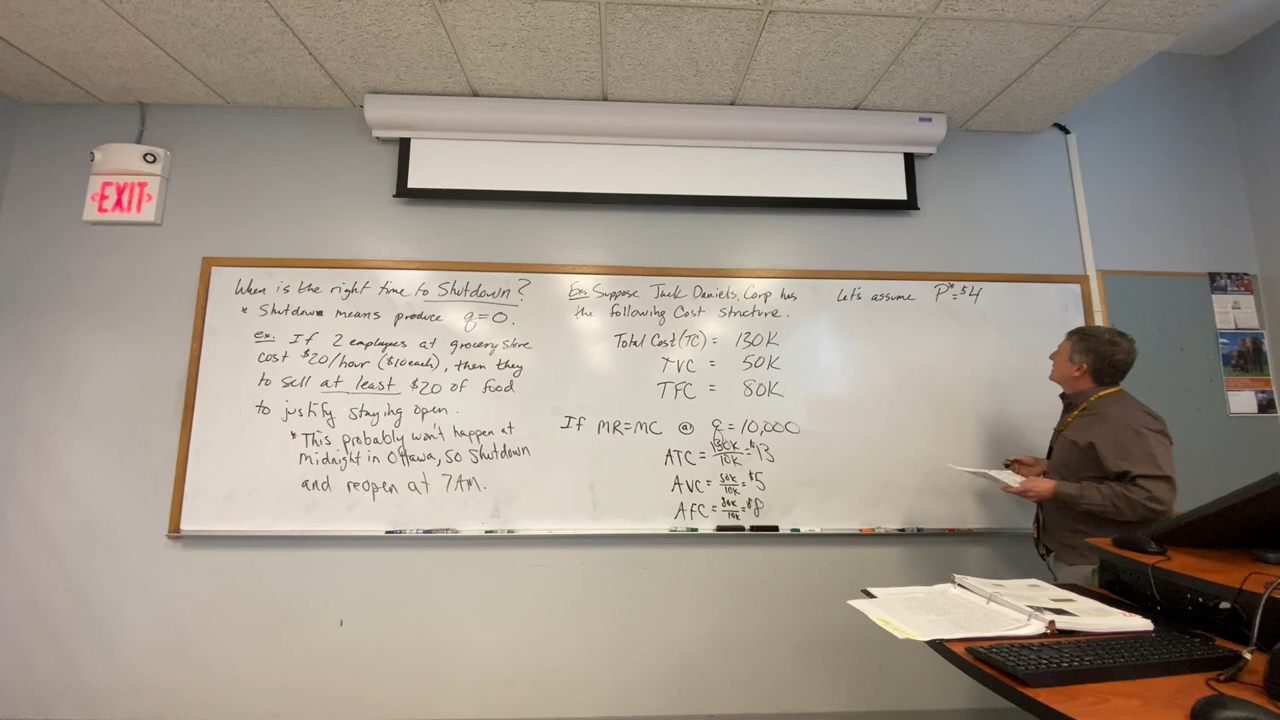 EXIT
When is the right time to Shutdown?
* Shutdown means produce q=0.
ex. If 2 employees at grocery store
cost $20/hour ($10 each), then they
to sell at least $20 of food
to justify staying open.
* This probably won't happen at
midnight in Ottawa, so shutdown
and reopen at 7AM.
Ex: Suppose Jack Daniels, Corp has
the following Cost structure.
Total Cost (TC) = 130K
TVC = 50K
TFC = 80K
If MR=MC @ q = 10,000
ATC = 130K/10K = $13
AVC = 50K/10K = $5
AFC = 80K/10K = $8
Let's assume P*=$4